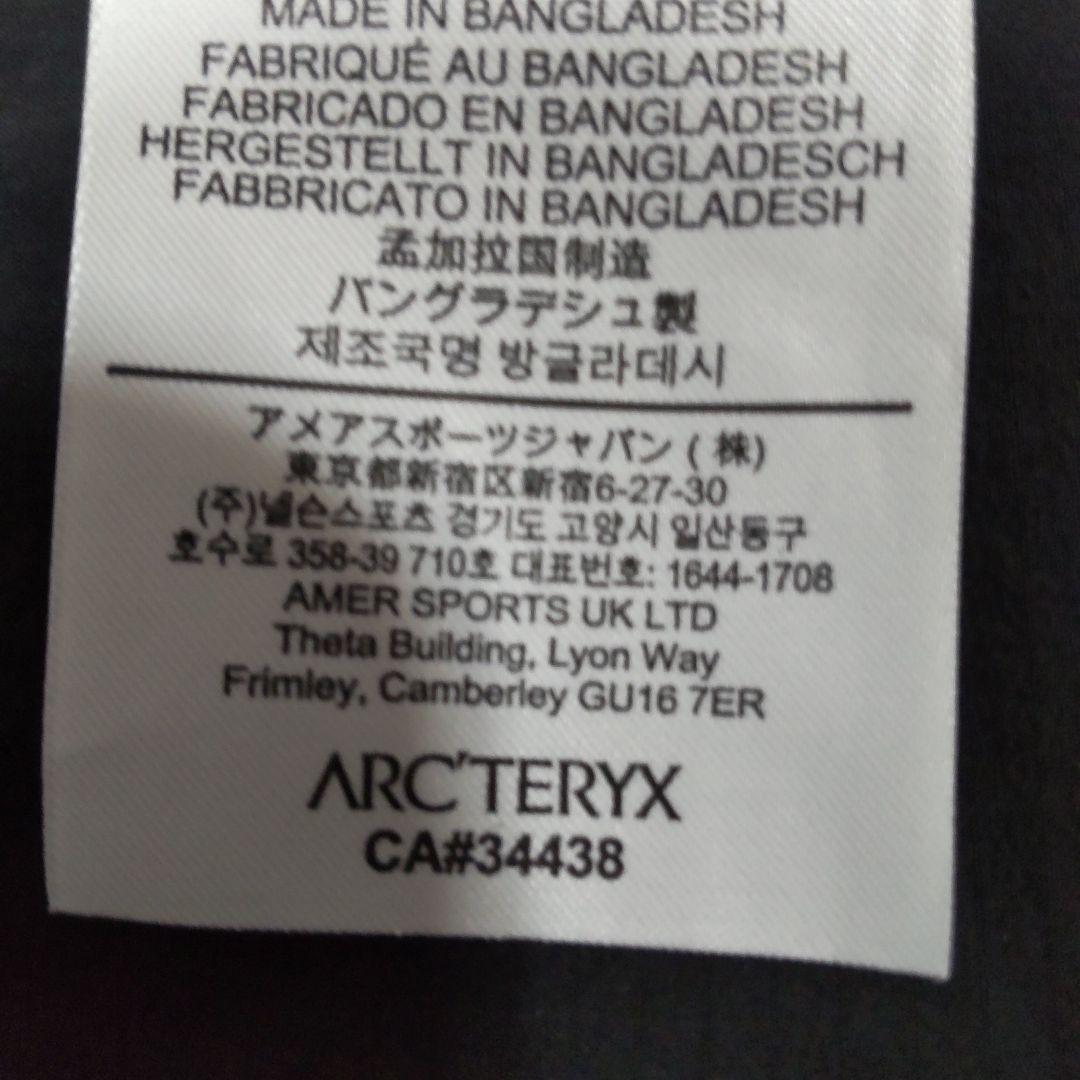 MADE IN BANGLADESH
FABRIQUÉ AU BANGLADESH
FABRICADO EN BANGLADESH
HERGESTELLT IN BANGLADESCH
FABBRICATO IN BANGLADESH
孟加拉国制造
バングラデシュ製
제조국명 방글라데시
アメアスポーツジャパン (株)
東京都新宿区新宿6-27-30
(주)넬슨스포츠 경기도 고양시 일산동구
호수로 358-39 710호 대표번호: 1644-1708
AMER SPORTS UK LTD
Theta Building, Lyon Way
Frimley, Camberley GU16 7ER
ARC'TERYX
CA#34438